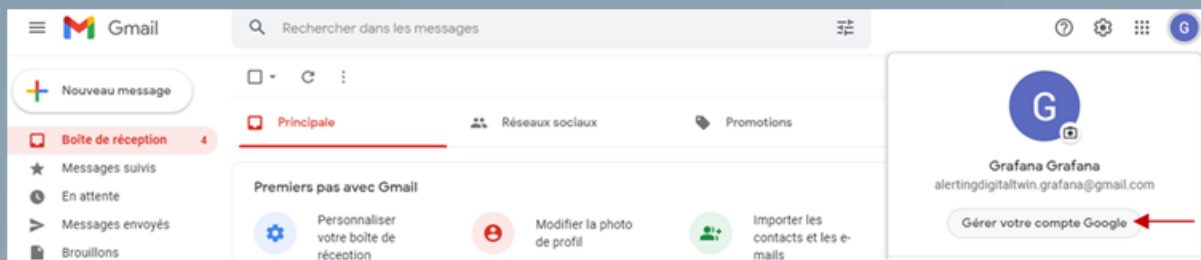 Gmail
Rechercher dans les messages
G
Nouveau message
Principale
Réseaux sociaux
Promotions
Boîte de réception 4
Messages suivis
En attente
Messages envoyés
Brouillons
Premiers pas avec Gmail
Personnaliser
votre boîte de
réception
Modifier la photo
de profil
Importer les
contacts et les e-
mails
G
Grafana Grafana
alertingdigitaltwin.grafana@gmail.com
Gérer votre compte Google